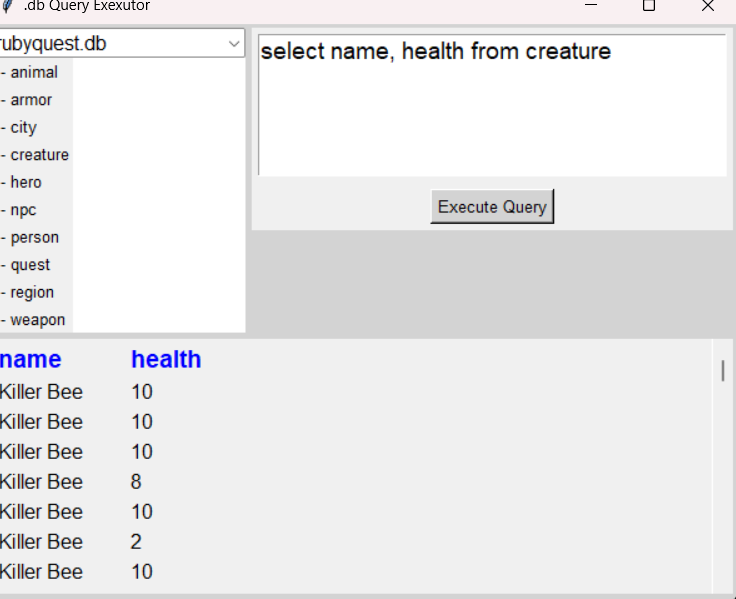 .db Query Exexutor
rubyquest.db
- animal
- armor
- city
- creature
- hero
- npc
- person
- quest
- region
- weapon
select name, health from creature
Execute Query
name health
Killer Bee 10
Killer Bee 10
Killer Bee 10
Killer Bee 8
Killer Bee 10
Killer Bee 2
Killer Bee 10